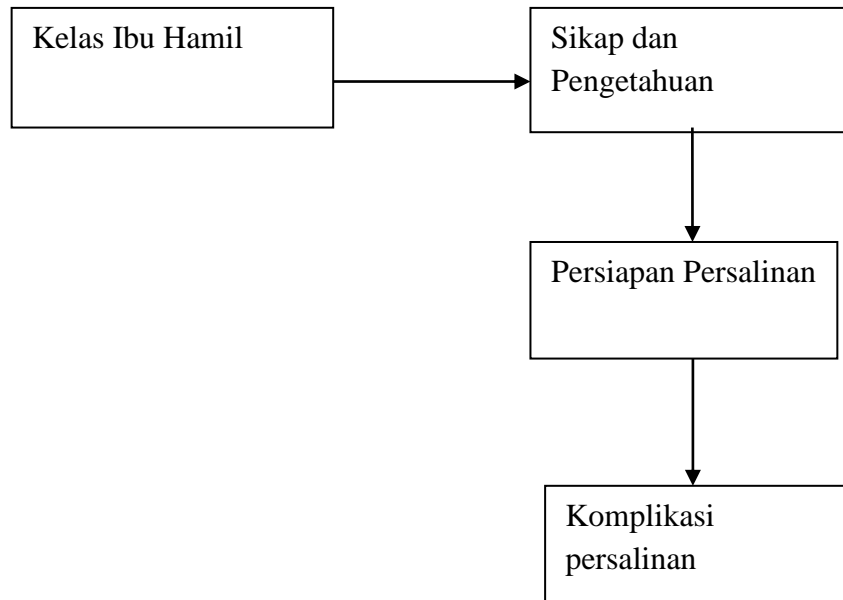 Kelas Ibu Hamil
Sikap dan
Pengetahuan
Persiapan Persalinan
Komplikasi
persalinan